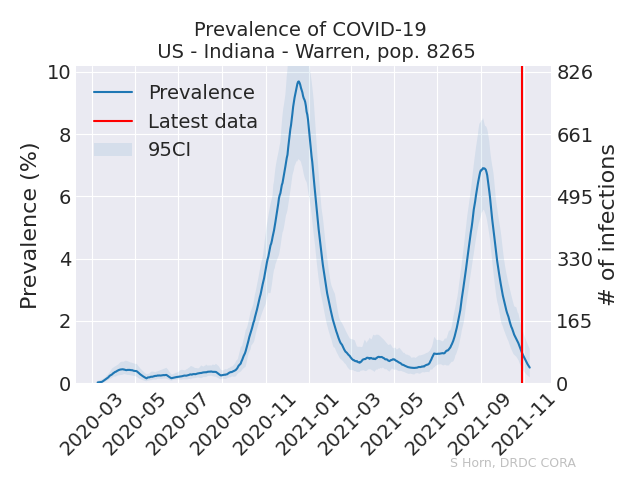 Prevalence of COVID-19
US - Indiana - Warren, pop. 8265
Prevalence
Latest data
95CI
Prevalence (%)
10
8
6
4
2
0
826
661
495
330
165
0
# of infections
2020-03
2020-05
2020-07
2020-09
2020-11
2021-01
2021-03
2021-05
2021-07
2021-09
2021-11
S Horn, DRDC CORA